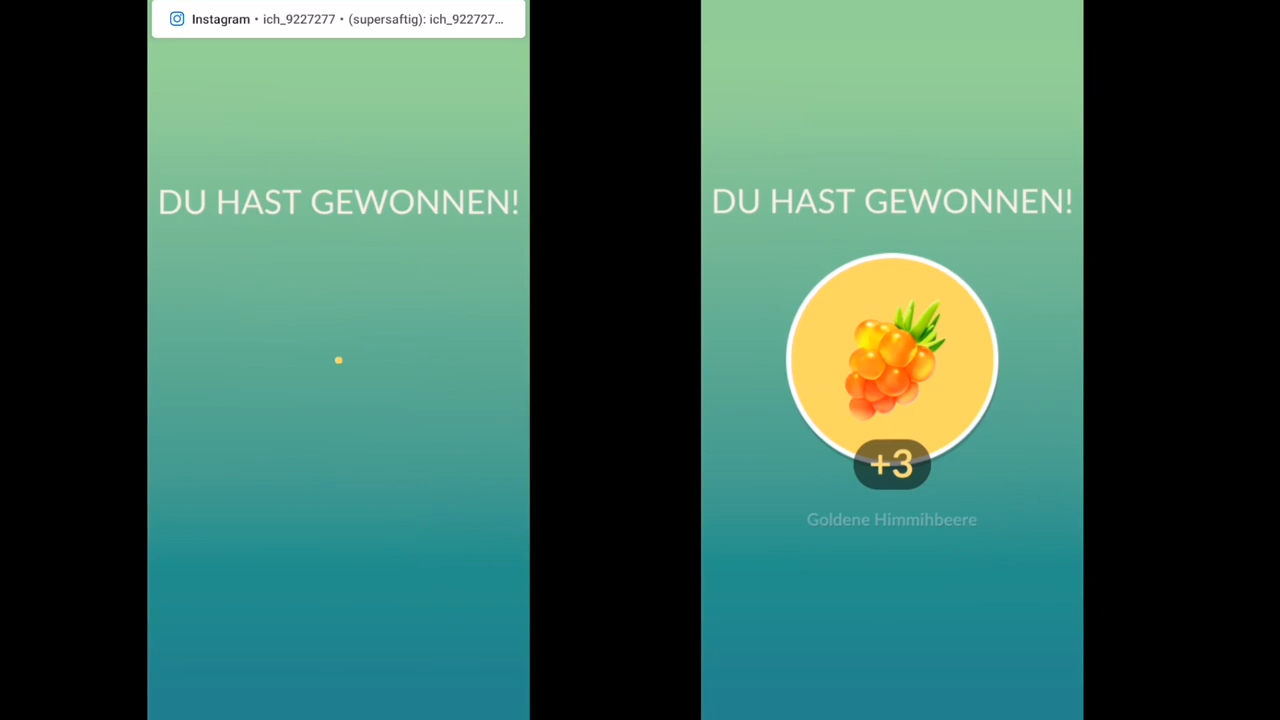 Instagram • ich_9227277 • (supersaftig): ich_922727...
DU HAST GEWONNEN!
DU HAST GEWONNEN!
+3
Goldene Himmihbeere